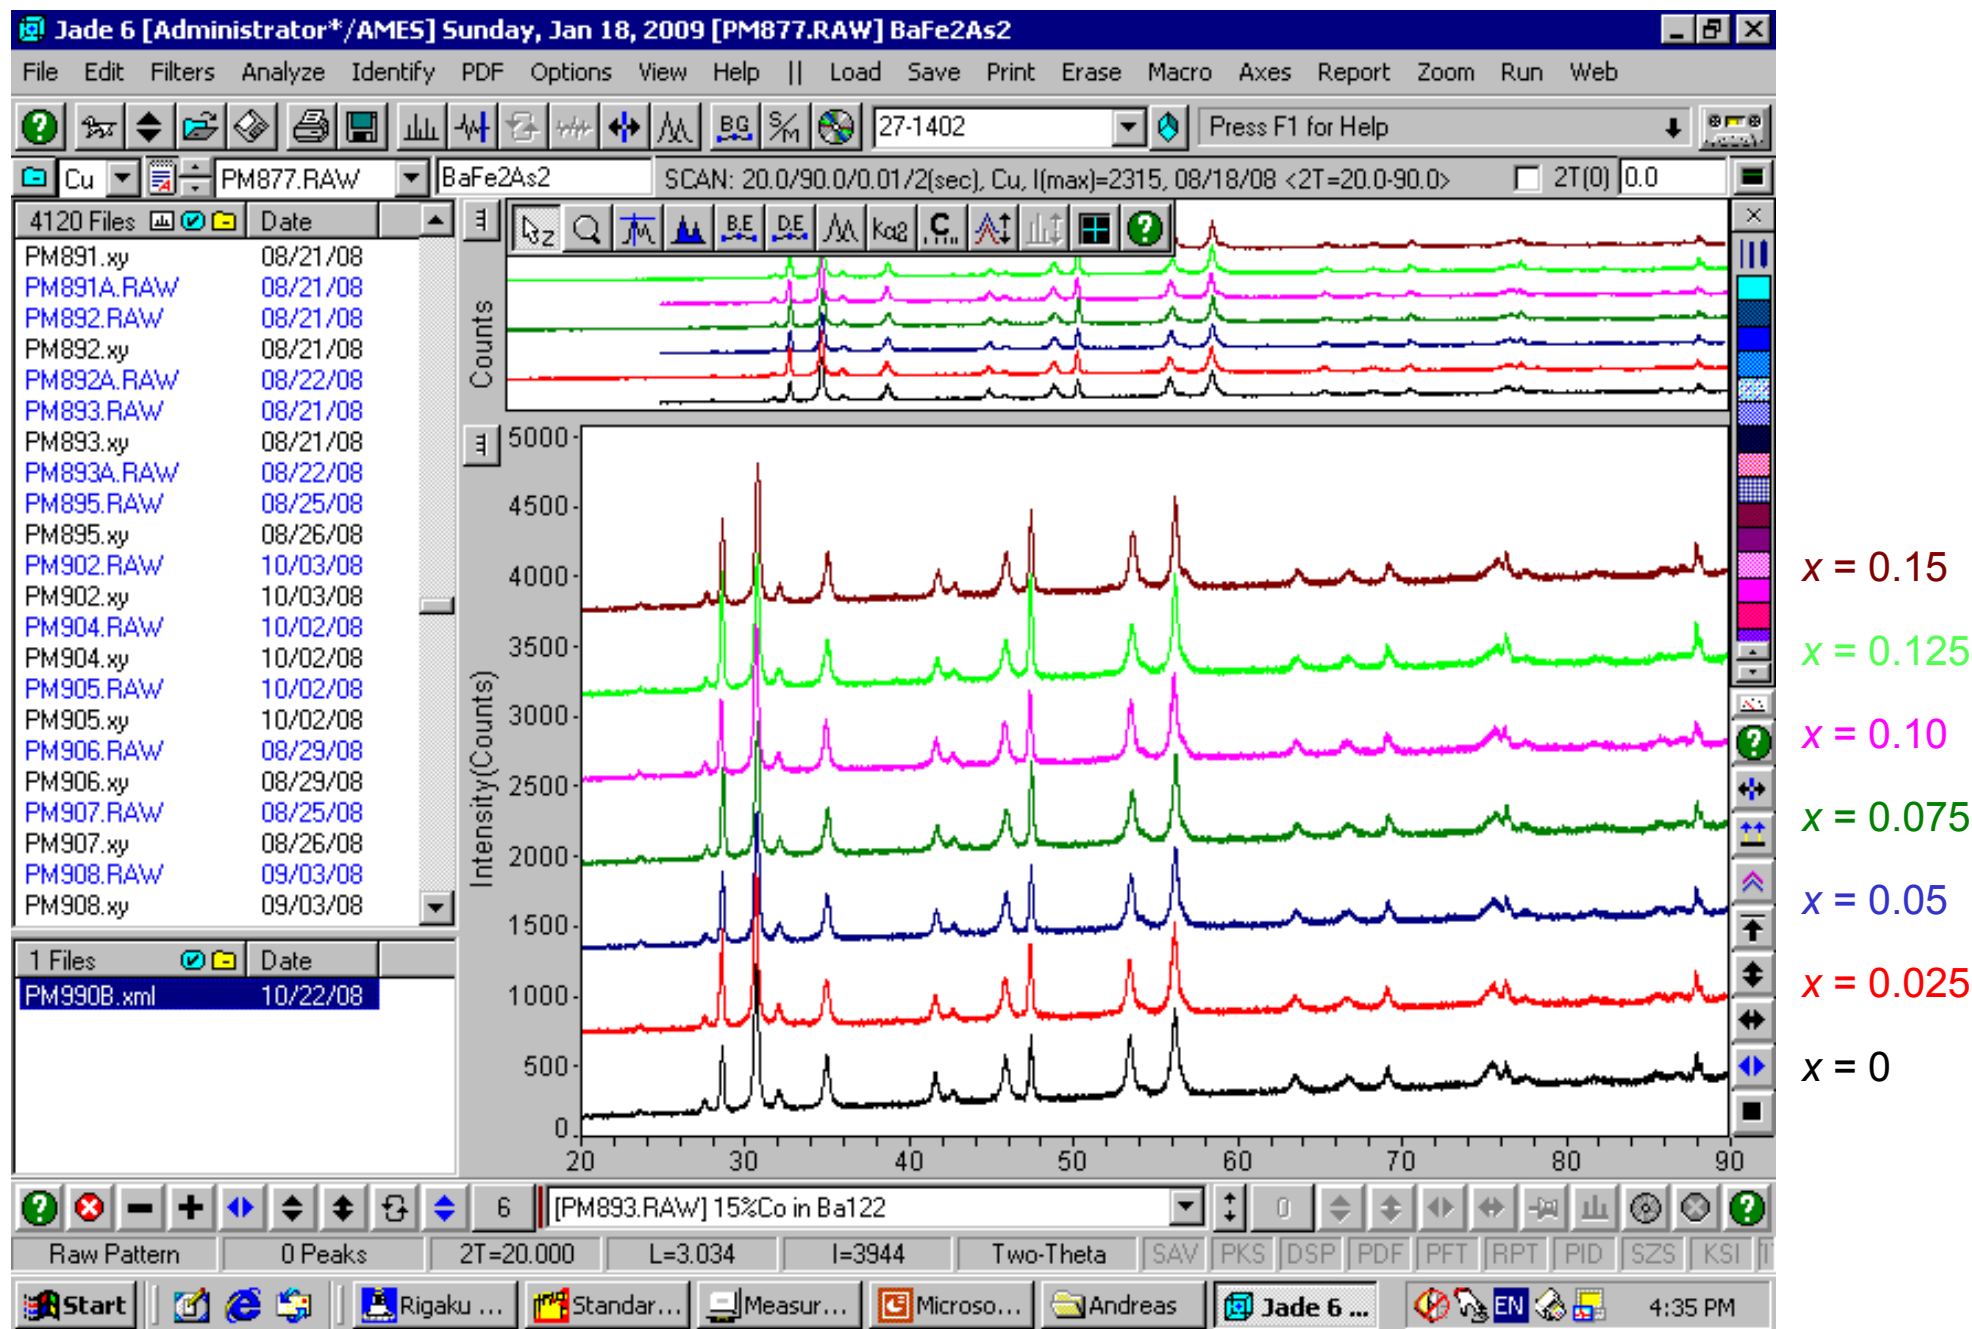 Jade 6 [Administrator*/AMES] Sunday, Jan 18, 2009 [PM877.RAW] BaFe2As2
File Edit Filters Analyze Identify PDF Options View Help || Load Save Print Erase Macro Axes Report Zoom Run Web
BG S/M 27-1402 Press F1 for Help
Cu PM877.RAW BaFe2As2 SCAN: 20.0/90.0/0.01/2(sec), Cu, I(max)=2315, 08/18/08 <2T=20.0-90.0> 2T(0) 0.0
4120 Files Date
PM891.xy 08/21/08
PM891A.RAW 08/21/08
PM892.RAW 08/21/08
PM892.xy 08/21/08
PM892A.RAW 08/22/08
PM893.RAW 08/21/08
PM893.xy 08/21/08
PM893A.RAW 08/22/08
PM895.RAW 08/25/08
PM895.xy 08/26/08
PM902.RAW 10/03/08
PM902.xy 10/03/08
PM904.RAW 10/02/08
PM904.xy 10/02/08
PM905.RAW 10/02/08
PM905.xy 10/02/08
PM906.RAW 08/29/08
PM906.xy 08/29/08
PM907.RAW 08/25/08
PM907.xy 08/26/08
PM908.RAW 09/03/08
PM908.xy 09/03/08
1 Files Date
PM990B.xml 10/22/08
Z B.E D.E Kα2 C
Counts
Intensity(Counts)
5000
4500
4000
3500
3000
2500
2000
1500
1000
500
0
20 30 40 50 60 70 80 90
x = 0.15
x = 0.125
x = 0.10
x = 0.075
x = 0.05
x = 0.025
x = 0
6 [PM893.RAW] 15%Co in Ba122 0
Raw Pattern 0 Peaks 2T=20.000 L=3.034 I=3944 Two-Theta SAV PKS DSP PDF PFT RPT PID SZS KSI
Start Rigaku ... Standar... Measur... Microso... Andreas Jade 6 ... EN 4:35 PM